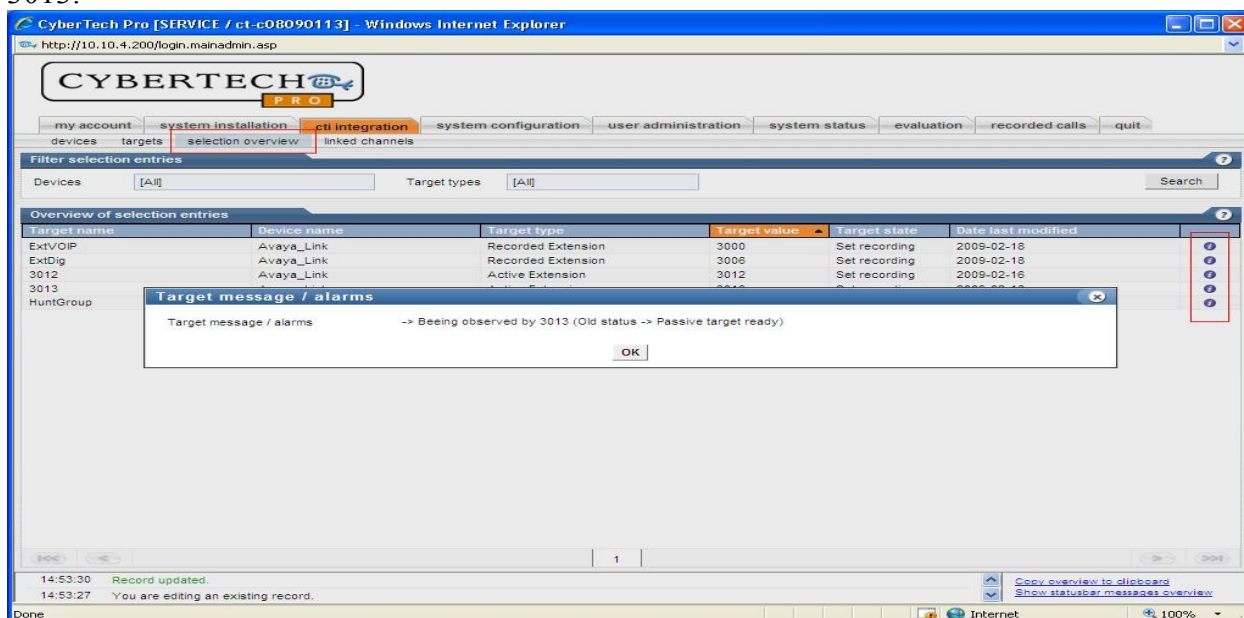 3013.
CyberTech Pro [SERVICE / ct-c08090113] - Windows Internet Explorer
http://10.10.4.200/login.mainadmin.asp
CYBERTECH
PRO
my account system installation cti integration system configuration user administration system status evaluation recorded calls quit
devices targets selection overview linked channels
Filter selection entries ?
Devices [All] Target types [All] Search
Overview of selection entries ?
Target name Device name Target type Target value Target state Date last modified
ExtVOIP Avaya_Link Recorded Extension 3000 Set recording 2009-02-18
ExtDig Avaya_Link Recorded Extension 3006 Set recording 2009-02-18
3012 Avaya_Link Active Extension 3012 Set recording 2009-02-16
3013
HuntGroup
Target message / alarms
Target message / alarms -> Beeing observed by 3013 (Old status -> Passive target ready)
OK
1
14:53:30 Record updated. Copy overview to clipboard
14:53:27 You are editing an existing record. Show statusbar messages overview
Done Internet 100%